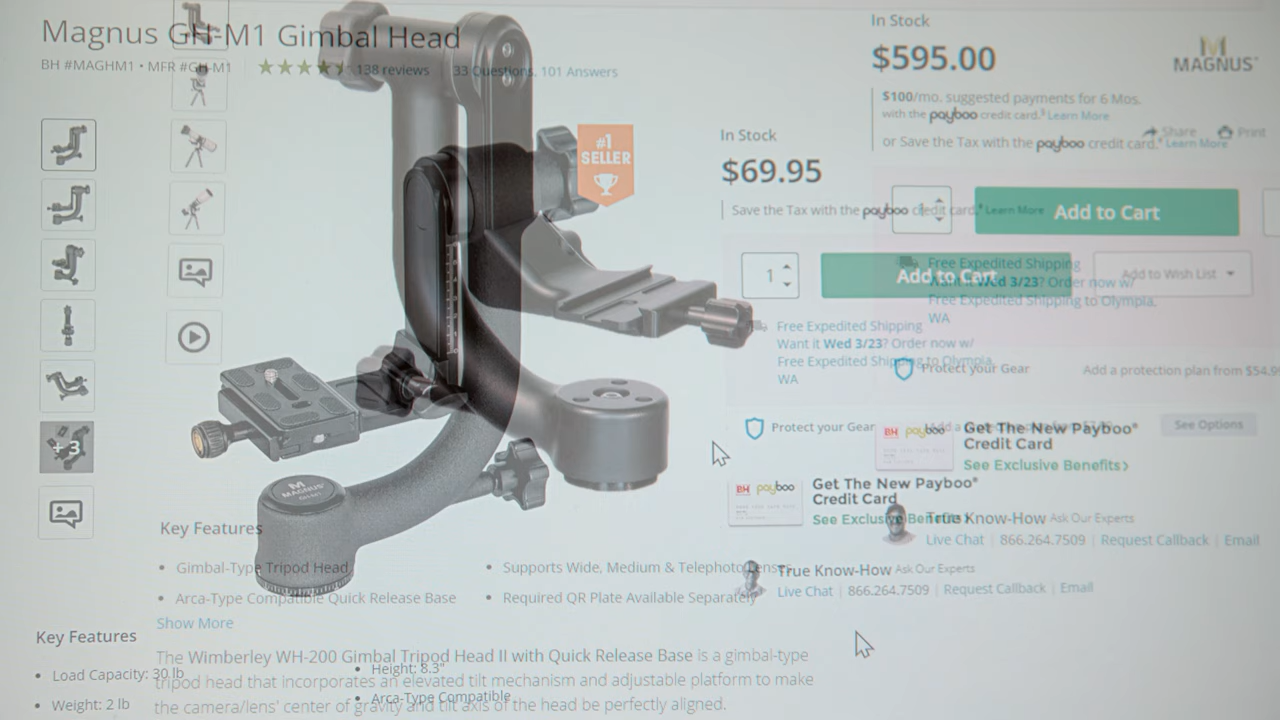 Magnus GH-M1 Gimbal Head
BH #MAGHM1 • MFR #GH-M1
138 reviews
33 Questions, 101 Answers
#1
SELLER
In Stock
$595.00
MAGNUS
$100/mo. suggested payments for 6 Mos.
with the payboo credit card.§ Learn More
Share
Print
or Save the Tax with the payboo credit card.* Learn More
In Stock
$69.95
Save the Tax with the payboo credit card.* Learn More
Add to Cart
1
Add to Cart
Add to Wish List
Free Expedited Shipping
Want it Wed 3/23? Order now w/
Free Expedited Shipping to Olympia,
WA
Free Expedited Shipping
Want it Wed 3/23? Order now w/
Free Expedited Shipping to Olympia,
WA
Protect your Gear
Add a protection plan from $54.99
Protect your Gear
See Options
BH payboo
Get The New Payboo®
Credit Card
See Exclusive Benefits›
BH payboo
Get The New Payboo®
Credit Card
See Exclusive Benefits›
True Know-How Ask Our Experts
Live Chat | 866.264.7509 | Request Callback | Email
True Know-How Ask Our Experts
Live Chat | 866.264.7509 | Request Callback | Email
+ 3
MAGNUS
GH-M1
Key Features
• Gimbal-Type Tripod Head
• Supports Wide, Medium & Telephoto Lenses
• Arca-Type Compatible Quick Release Base
• Required QR Plate Available Separately
Show More
The Wimberley WH-200 Gimbal Tripod Head II with Quick Release Base is a gimbal-type
tripod head that incorporates an elevated tilt mechanism and adjustable platform to make
the camera/lens' center of gravity and tilt axis of the head be perfectly aligned.
Key Features
• Load Capacity: 30 lb
• Height: 8.3"
• Weight: 2 lb
• Arca-Type Compatible